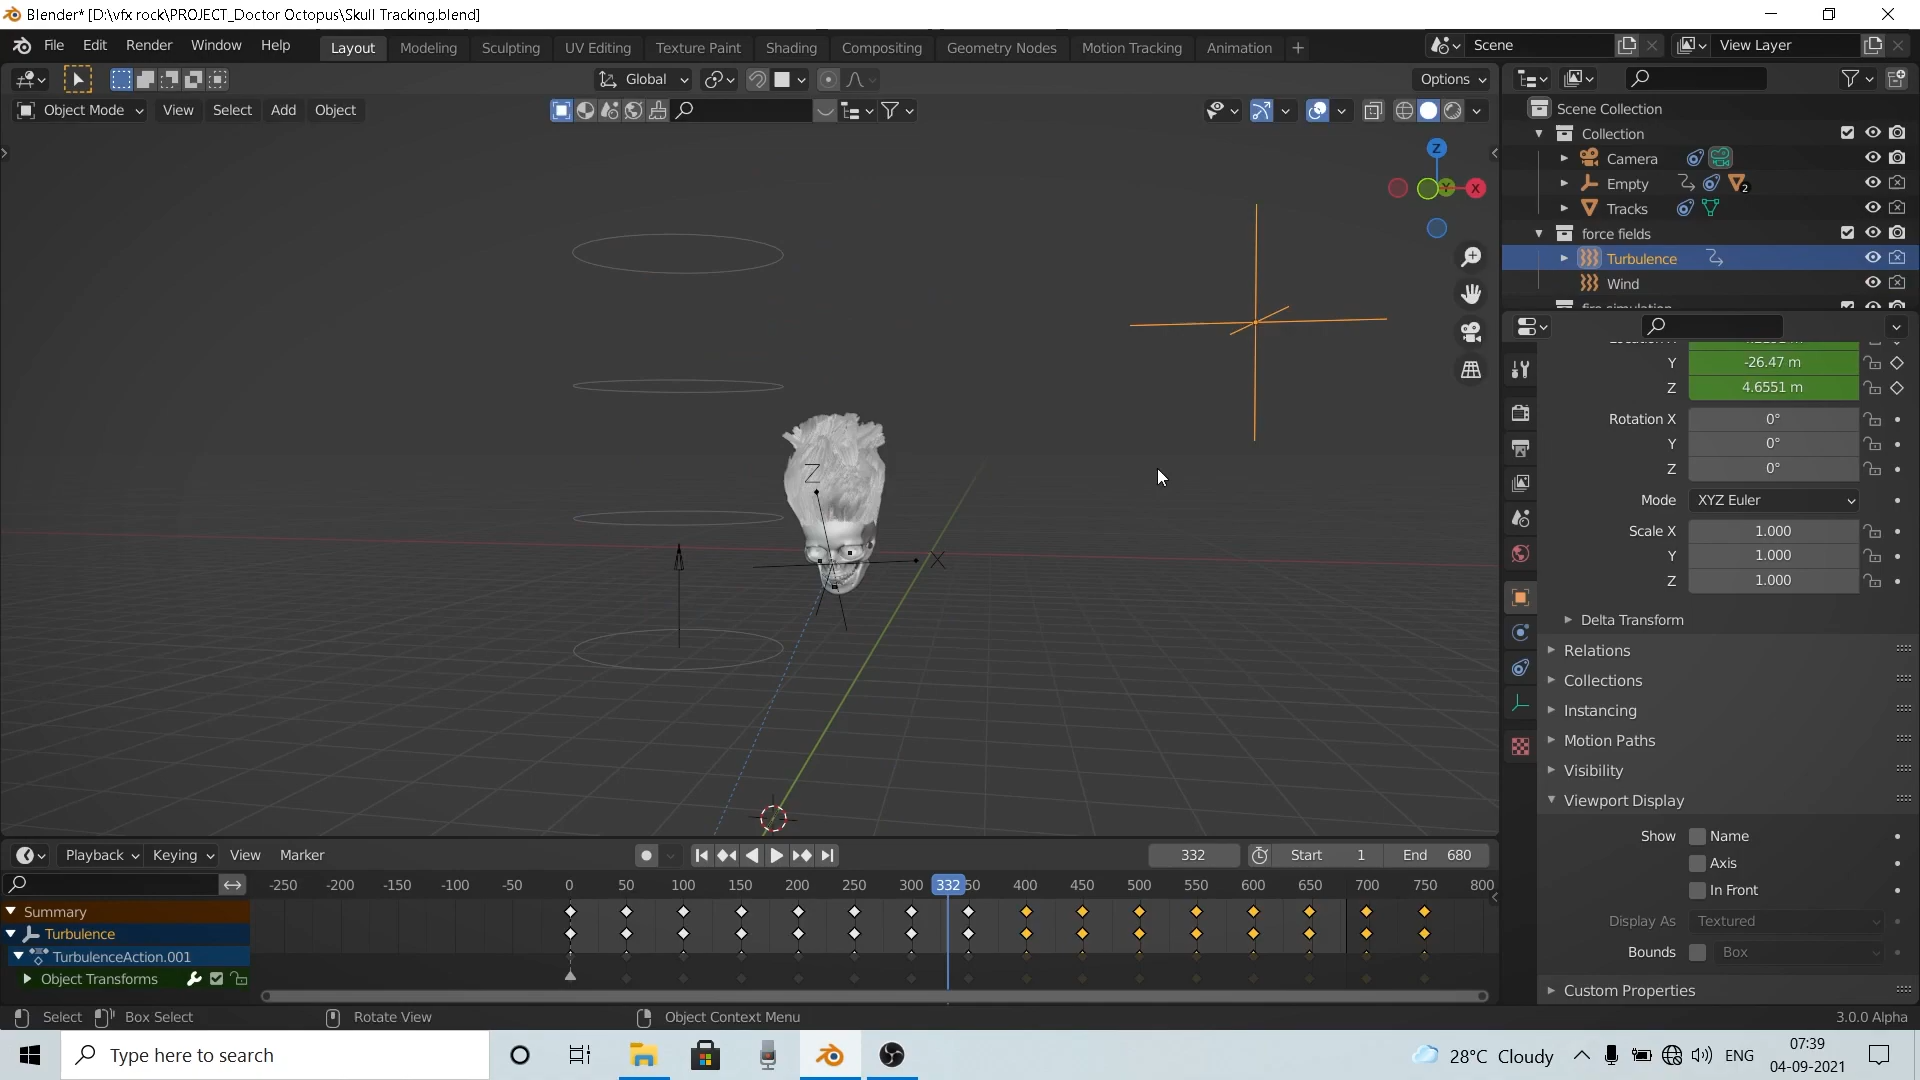 Blender* [D:\vfx rock\PROJECT_Doctor Octopus\Skull Tracking.blend]
File Edit Render Window Help Layout Modeling Sculpting UV Editing Texture Paint Shading Compositing Geometry Nodes Motion Tracking Animation + Scene View Layer
Global Options
Object Mode View Select Add Object
Scene Collection
Collection
Camera
Empty 2
Tracks
force fields
Turbulence
Wind
Z
X
Z
X
Y -26.47 m
Z 4.6551 m
Rotation X 0°
Y 0°
Z 0°
Mode XYZ Euler
Scale X 1.000
Y 1.000
Z 1.000
Delta Transform
Relations
Collections
Instancing
Motion Paths
Visibility
Viewport Display
Show Name
Axis
In Front
Display As Textured
Bounds Box
Custom Properties
Playback Keying View Marker 332 Start 1 End 680
-250 -200 -150 -100 -50 0 50 100 150 200 250 300 332 50 400 450 500 550 600 650 700 750 800
Summary
Turbulence
TurbulenceAction.001
Object Transforms
Select Box Select Rotate View Object Context Menu 3.0.0 Alpha
Type here to search 28°C Cloudy ENG 07:39
04-09-2021